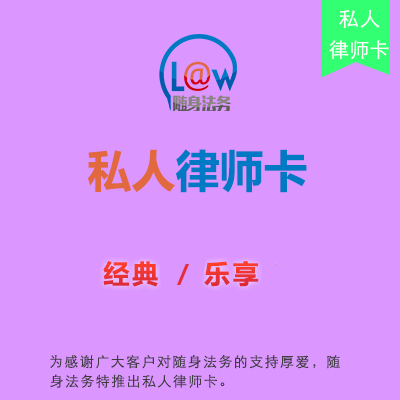 私人
律师卡
L@W
随身法务
私人律师卡
经典 / 乐享
为感谢广大客户对随身法务的支持厚爱，随
身法务特推出私人律师卡。